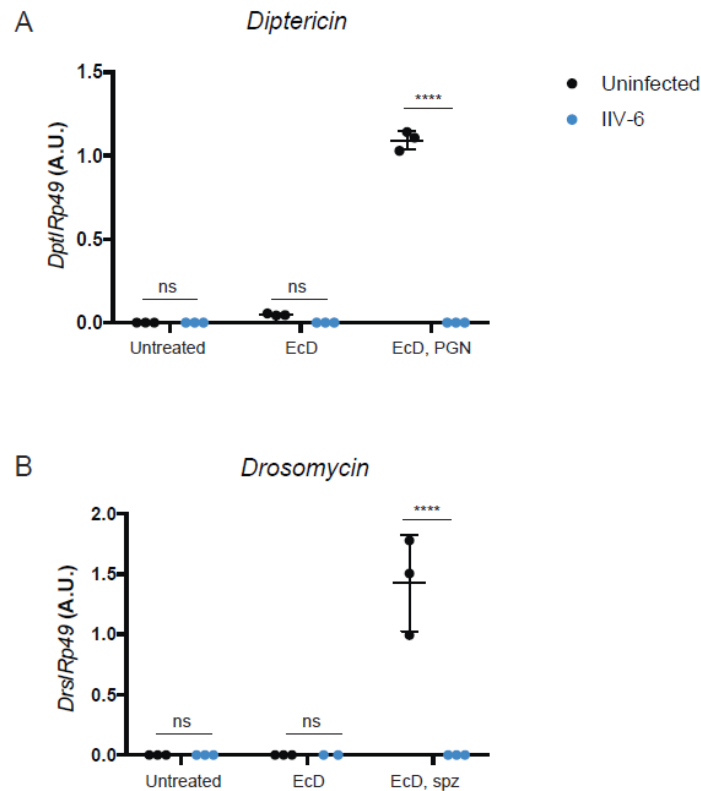 A
Diptericin
Dpt/Rp49 (A.U.)
1.5
1.0
0.5
0.0
ns
ns
****
Untreated
EcD
EcD, PGN
Uninfected
IIV-6
B
Drosomycin
Drs/Rp49 (A.U.)
2.0
1.5
1.0
0.5
0.0
ns
ns
****
Untreated
EcD
EcD, spz